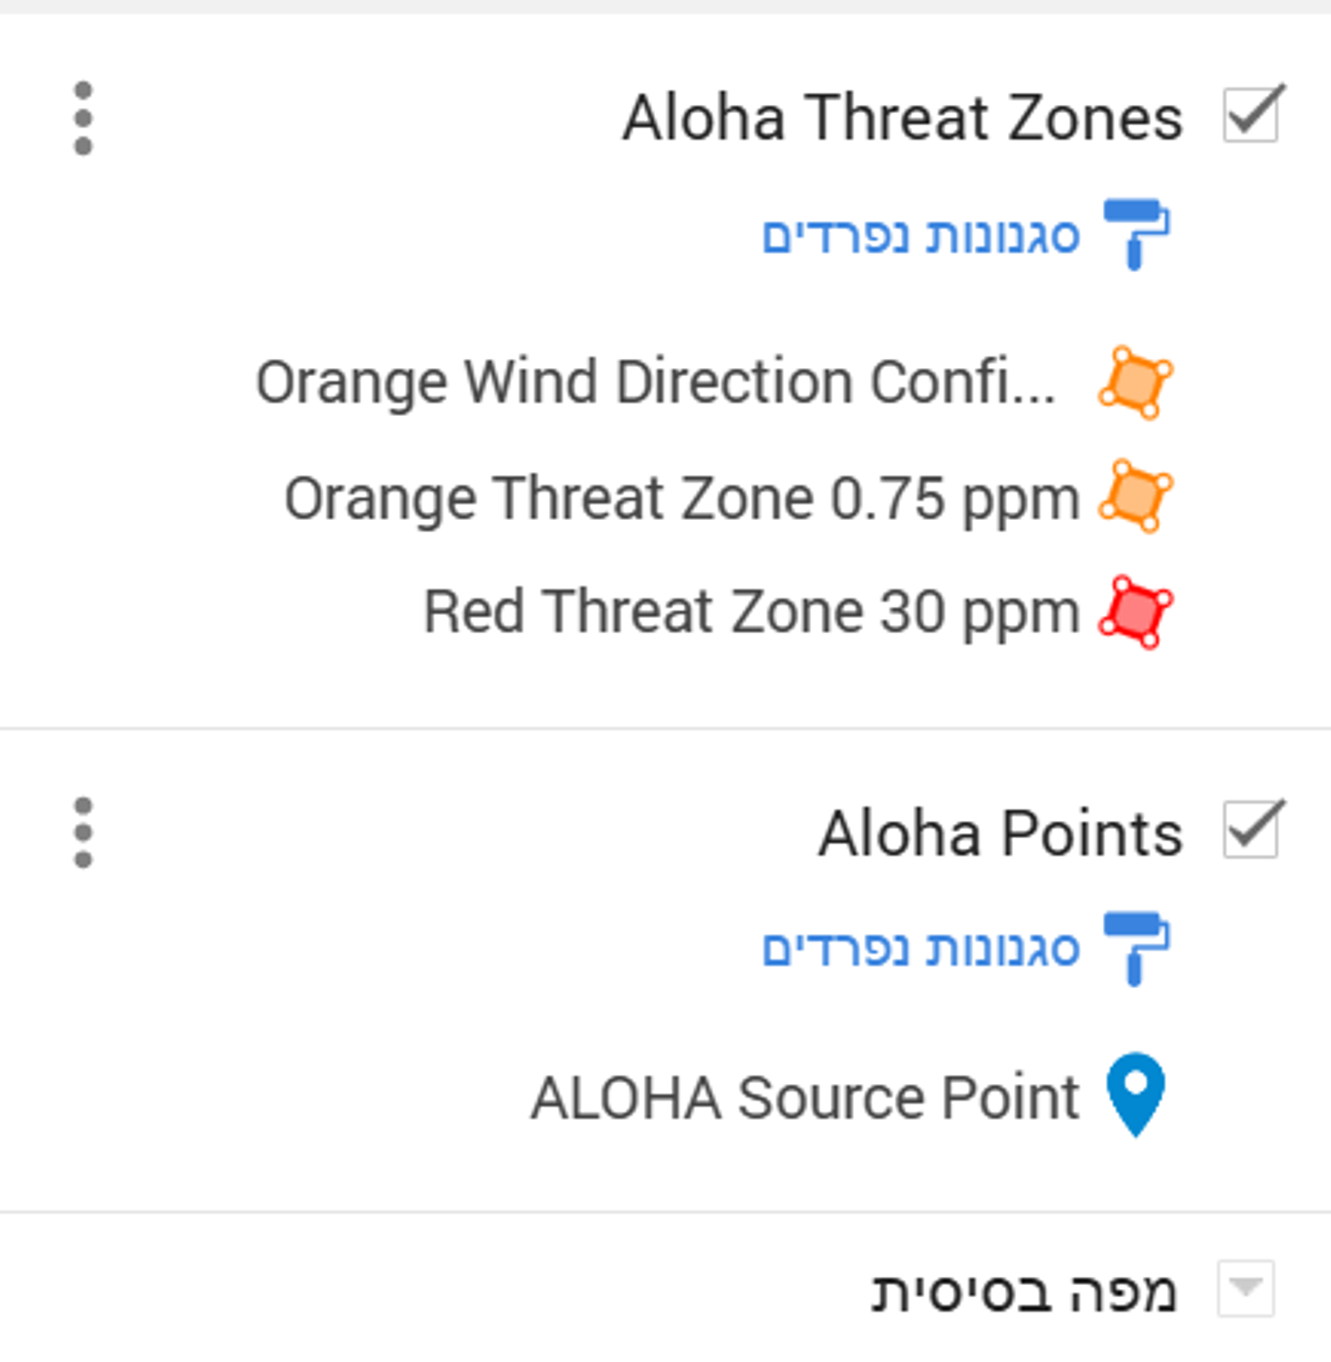 Aloha Threat Zones
סגנונות נפרדים
Orange Wind Direction Confi...
Orange Threat Zone 0.75 ppm
Red Threat Zone 30 ppm
Aloha Points
סגנונות נפרדים
ALOHA Source Point
מפה בסיסית